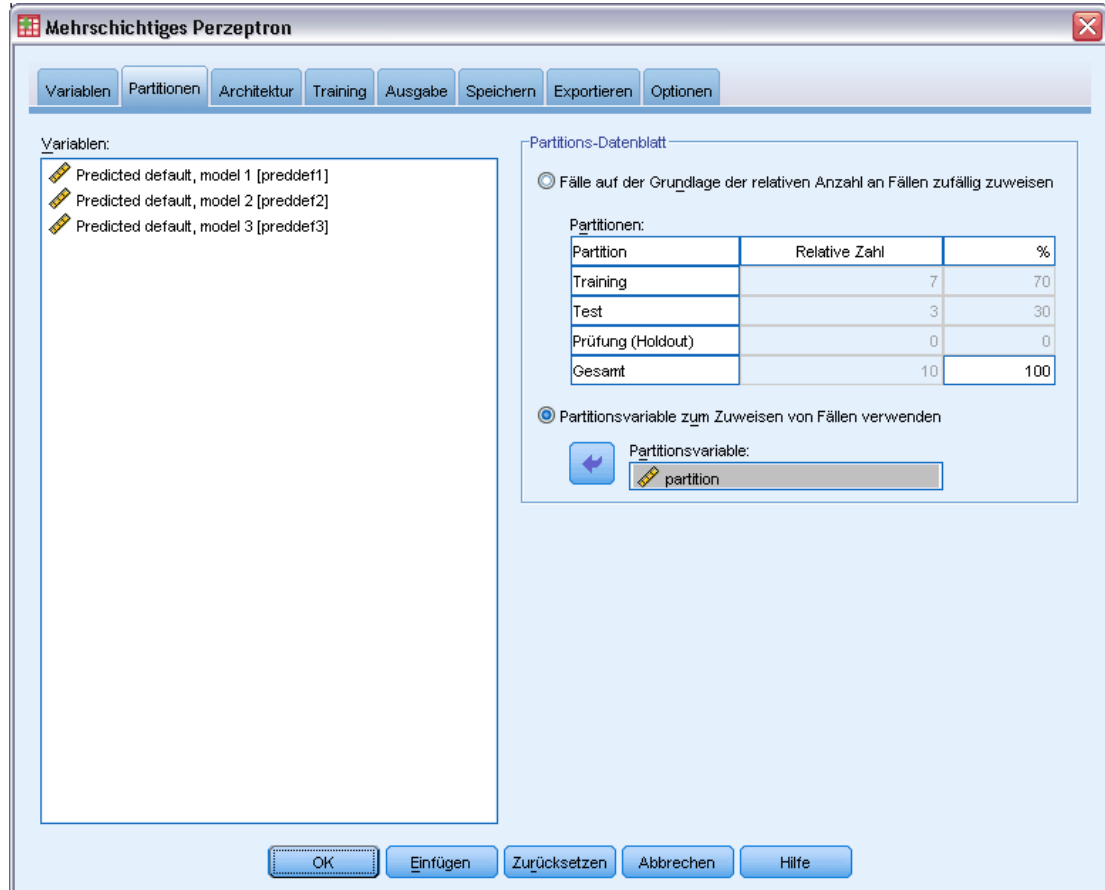 Mehrschichtiges Perzeptron
Variablen Partitionen Architektur Training Ausgabe Speichern Exportieren Optionen
Variablen:
Predicted default, model 1 [preddef1]
Predicted default, model 2 [preddef2]
Predicted default, model 3 [preddef3]
Partitions-Datenblatt
Fälle auf der Grundlage der relativen Anzahl an Fällen zufällig zuweisen
Partitionen:
Partition Relative Zahl %
Training 7 70
Test 3 30
Prüfung (Holdout) 0 0
Gesamt 10 100
Partitionsvariable zum Zuweisen von Fällen verwenden
Partitionsvariable:
partition
OK Einfügen Zurücksetzen Abbrechen Hilfe